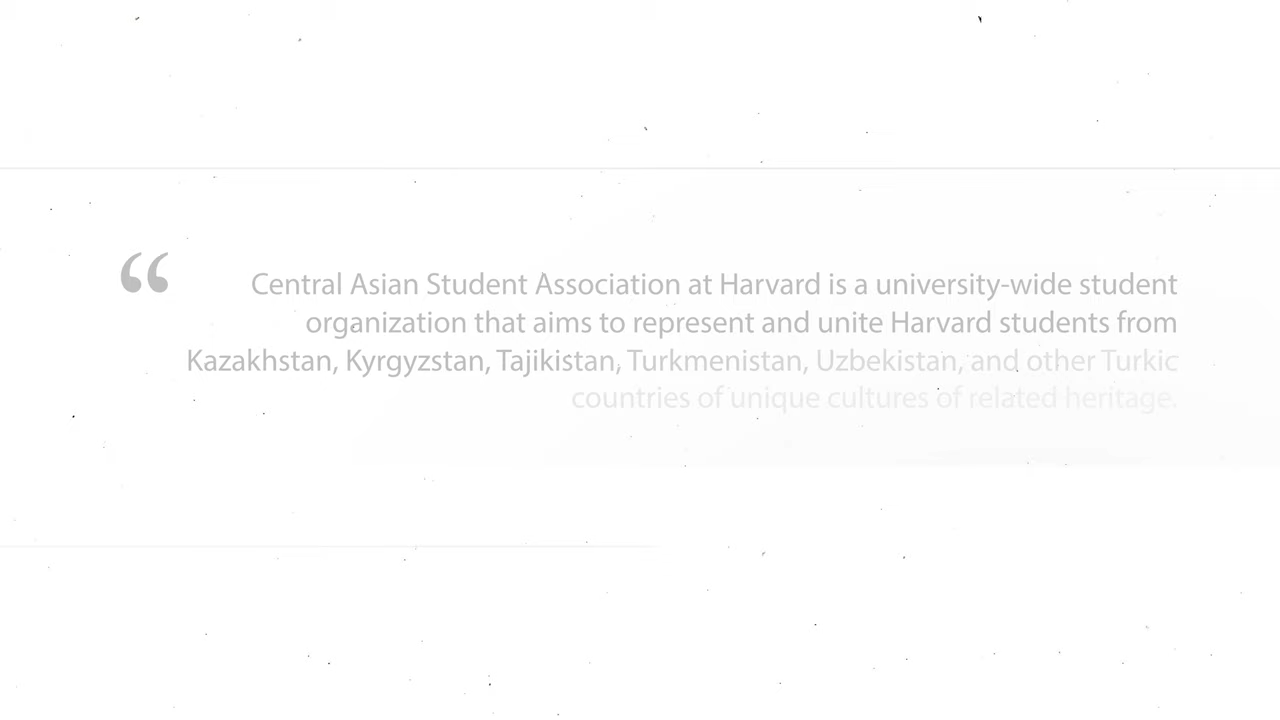 “ Central Asian Student Association at Harvard is a university-wide student
organization that aims to represent and unite Harvard students from
Kazakhstan, Kyrgyzstan, Tajikistan, Turkmenistan, Uzbekistan, and other Turkic
countries of unique cultures of related heritage.